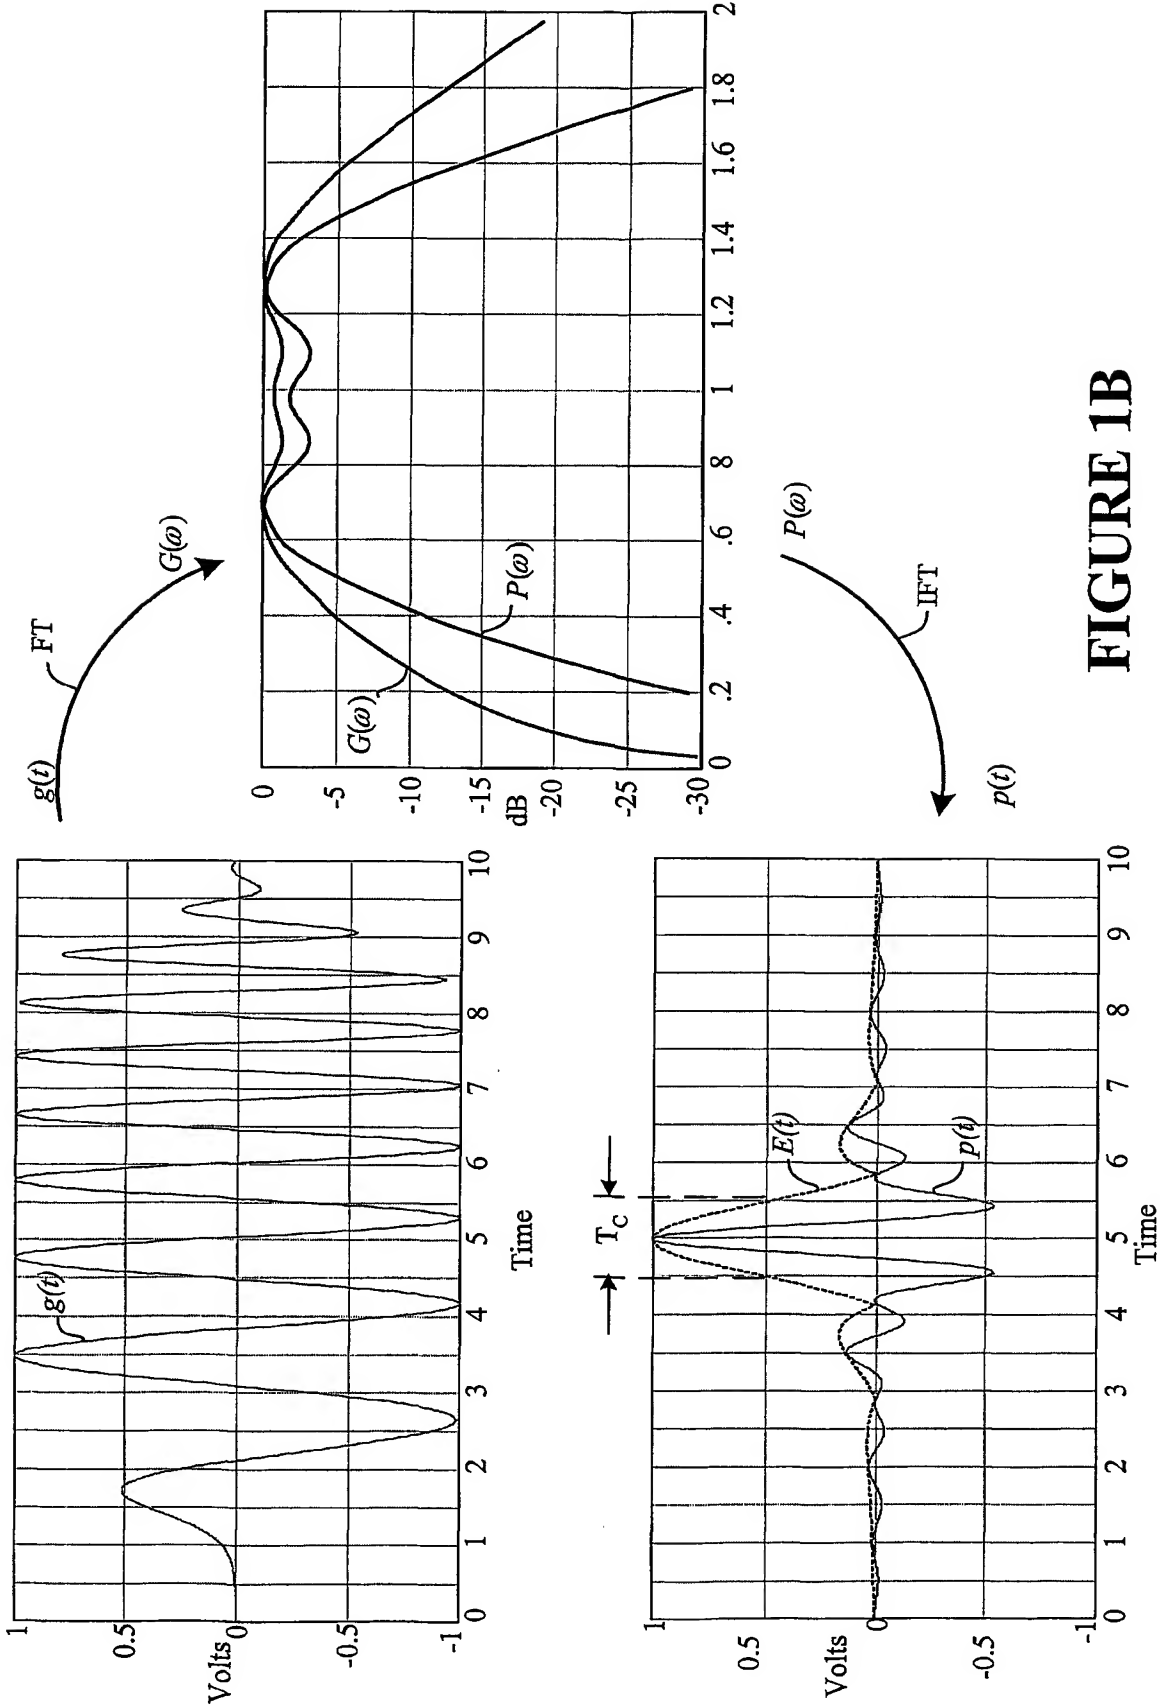 1
0.5
Volts
0
-0.5
-1
0 1 2 3 4 5 6 7 8 9 10
Time
g(t)
g(t)
FT
G(ω)
0
-5
-10
-15
dB
-20
-25
-30
0 .2 .4 .6 .8 1 1.2 1.4 1.6 1.8 2
G(ω)
P(ω)
P(ω)
IFT
p(t)
1
0.5
Volts
0
-0.5
-1
0 1 2 3 4 5 6 7 8 9 10
Time
T_C
E(t)
p(t)
FIGURE 1B